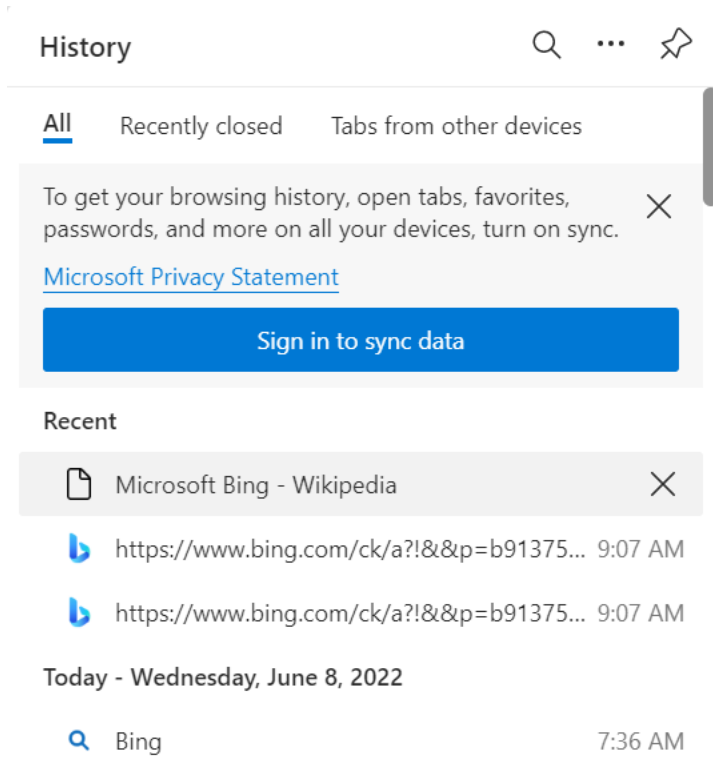 History
All Recently closed Tabs from other devices
To get your browsing history, open tabs, favorites,
passwords, and more on all your devices, turn on sync.
Microsoft Privacy Statement
Sign in to sync data
Recent
Microsoft Bing - Wikipedia
https://www.bing.com/ck/a?!&&p=b91375... 9:07 AM
https://www.bing.com/ck/a?!&&p=b91375... 9:07 AM
Today - Wednesday, June 8, 2022
Bing 7:36 AM